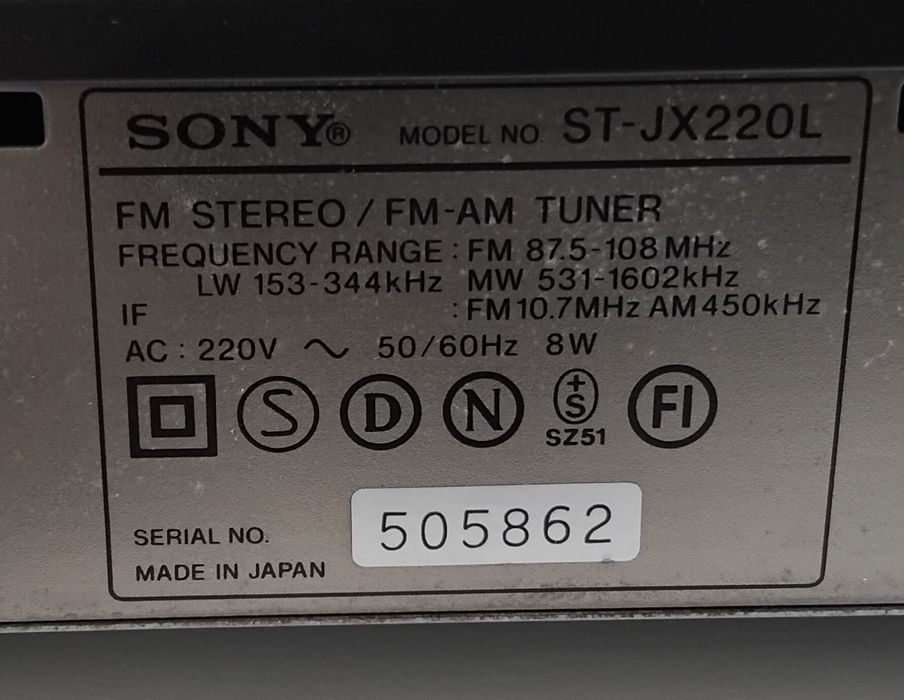 SONY® MODEL NO. ST-JX220L
FM STEREO / FM-AM TUNER
FREQUENCY RANGE : FM 87.5-108 MHz
LW 153-344kHz MW 531-1602kHz
IF : FM 10.7MHz AM 450kHz
AC : 220V ～ 50/60Hz 8W
S D N +S FI
SZ51
SERIAL NO. 505862
MADE IN JAPAN